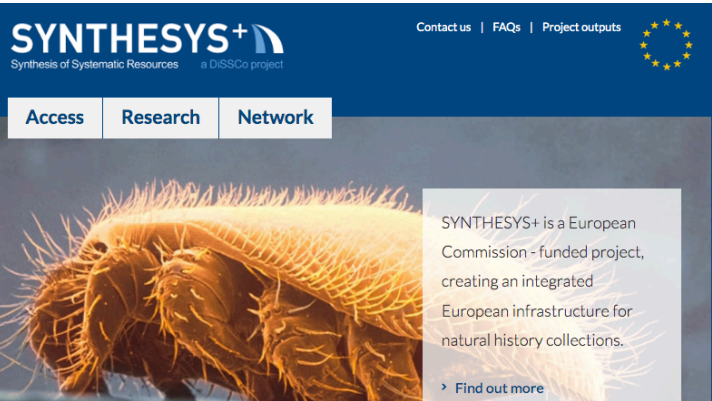 SYNTHESYS+
Synthesis of Systematic Resources a DiSSCo project
Contact us | FAQs | Project outputs
Access Research Network
SYNTHESYS+ is a European
Commission - funded project,
creating an integrated
European infrastructure for
natural history collections.
› Find out more